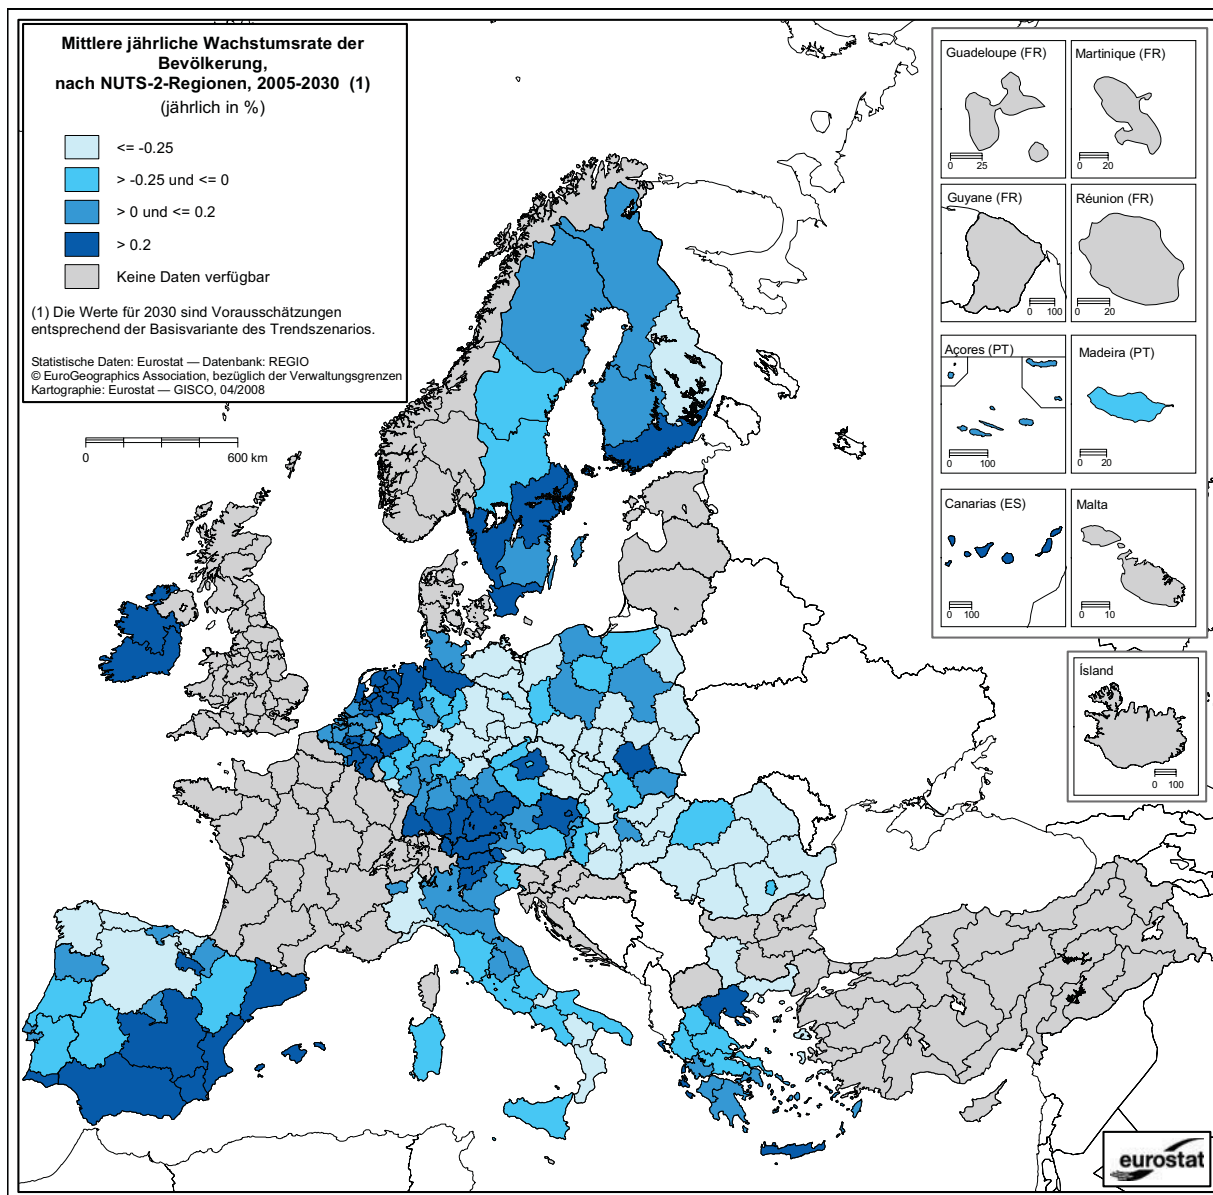 Mittlere jährliche Wachstumsrate der
Bevölkerung,
nach NUTS-2-Regionen, 2005-2030 (1)
(jährlich in %)
<= -0.25
> -0.25 und <= 0
> 0 und <= 0.2
> 0.2
Keine Daten verfügbar
(1) Die Werte für 2030 sind Vorausschätzungen
entsprechend der Basisvariante des Trendszenarios.
Statistische Daten: Eurostat — Datenbank: REGIO
© EuroGeographics Association, bezüglich der Verwaltungsgrenzen
Kartographie: Eurostat — GISCO, 04/2008
0 600 km
Guadeloupe (FR)
0 25
Martinique (FR)
0 20
Guyane (FR)
0 100
Réunion (FR)
0 20
Açores (PT)
0 100
Madeira (PT)
0 20
Canarias (ES)
0 100
Malta
0 10
Ísland
0 100
eurostat